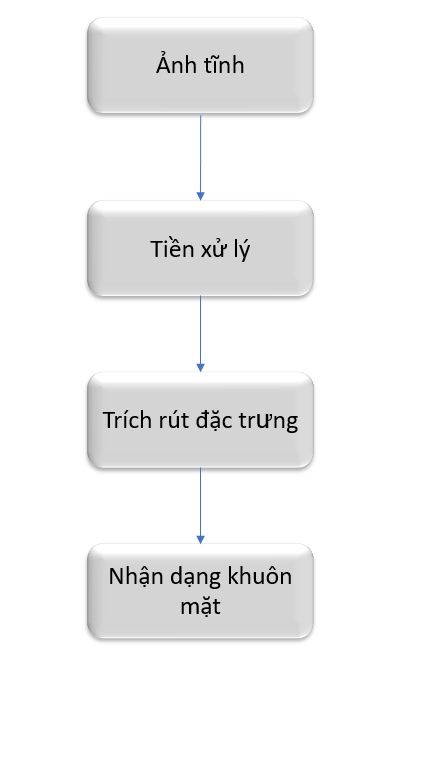 Ảnh tĩnh
Tiền xử lý
Trích rút đặc trưng
Nhận dạng khuôn
mặt